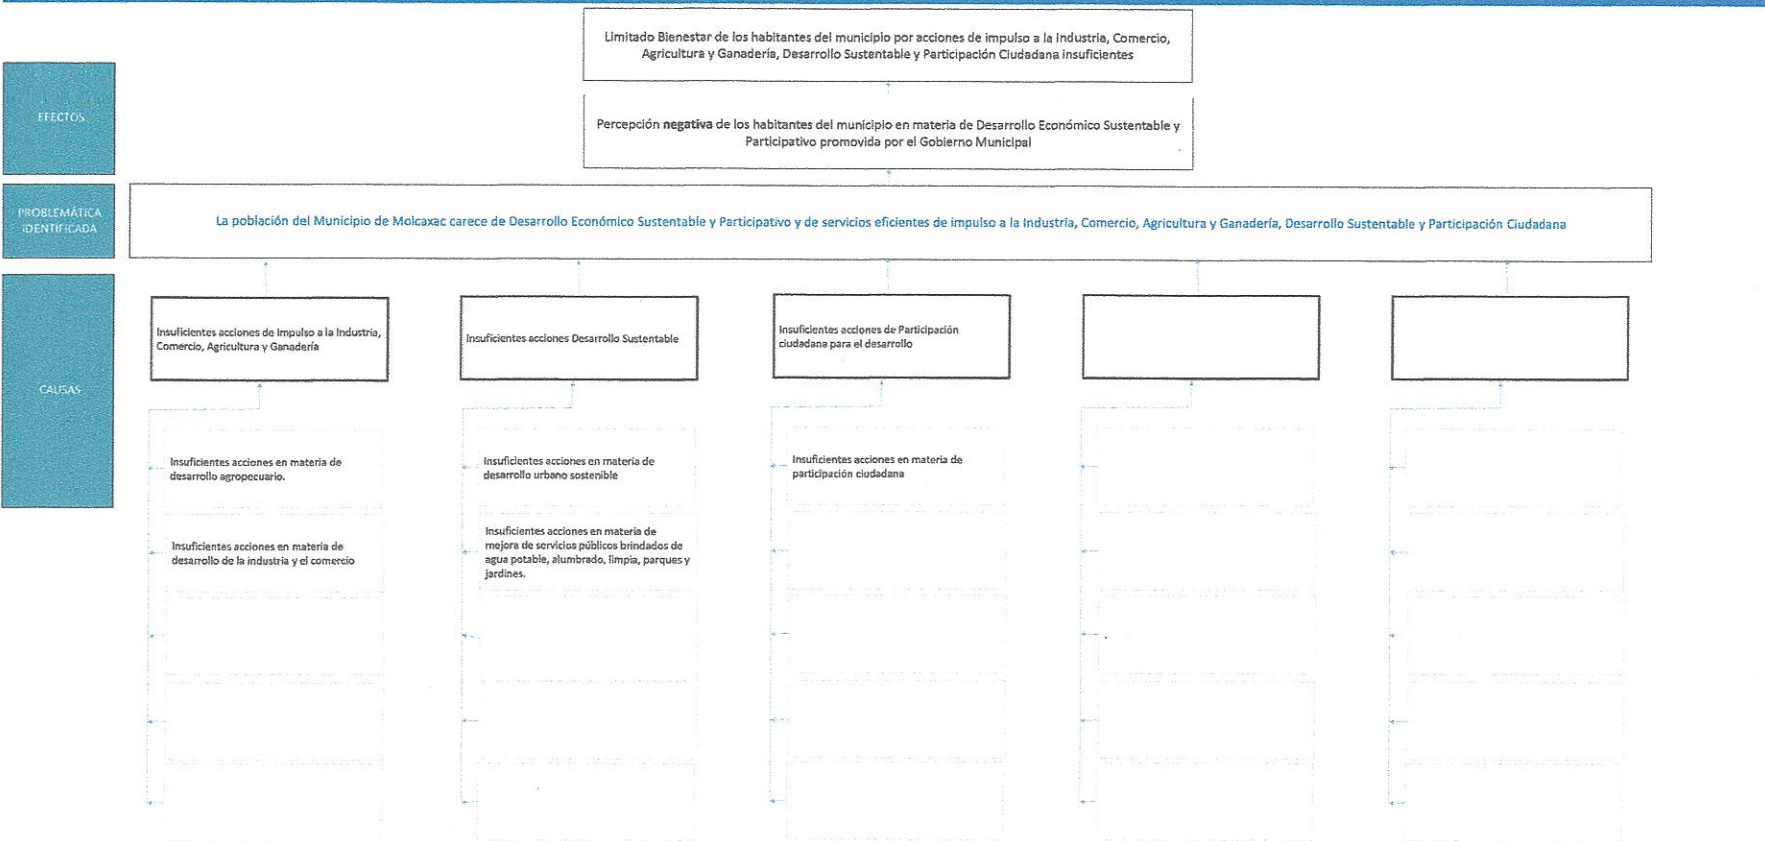 Limitado Bienestar de los habitantes del municipio por acciones de impulso a la Industria, Comercio,
Agricultura y Ganadería, Desarrollo Sustentable y Participación Ciudadana insuficientes
EFECTOS
Percepción negativa de los habitantes del municipio en materia de Desarrollo Económico Sustentable y
Participativo promovida por el Gobierno Municipal
PROBLEMÁTICA
IDENTIFICADA
La población del Municipio de Molcaxac carece de Desarrollo Económico Sustentable y Participativo y de servicios eficientes de impulso a la Industria, Comercio, Agricultura y Ganadería, Desarrollo Sustentable y Participación Ciudadana
CAUSAS
Insuficientes acciones de Impulso a la Industria,
Comercio, Agricultura y Ganadería
Insuficientes acciones Desarrollo Sustentable
Insuficientes acciones de Participación
ciudadana para el desarrollo
Insuficientes acciones en materia de
desarrollo agropecuario.
Insuficientes acciones en materia de
desarrollo urbano sostenible
Insuficientes acciones en materia de
participación ciudadana
Insuficientes acciones en materia de
desarrollo de la industria y el comercio
Insuficientes acciones en materia de
mejora de servicios públicos brindados de
agua potable, alumbrado, limpia, parques y
jardines.